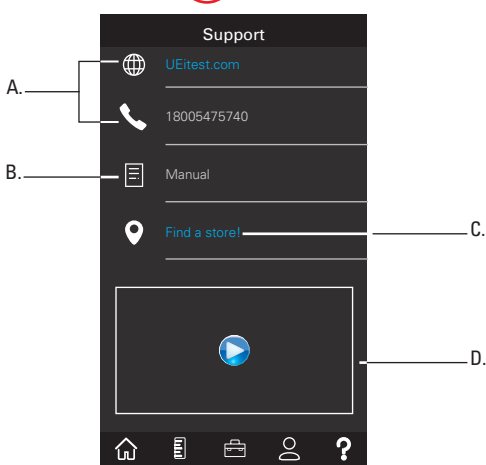 Support
A.
UEitest.com
18005475740
B.
Manual
Find a store!
C.
D.